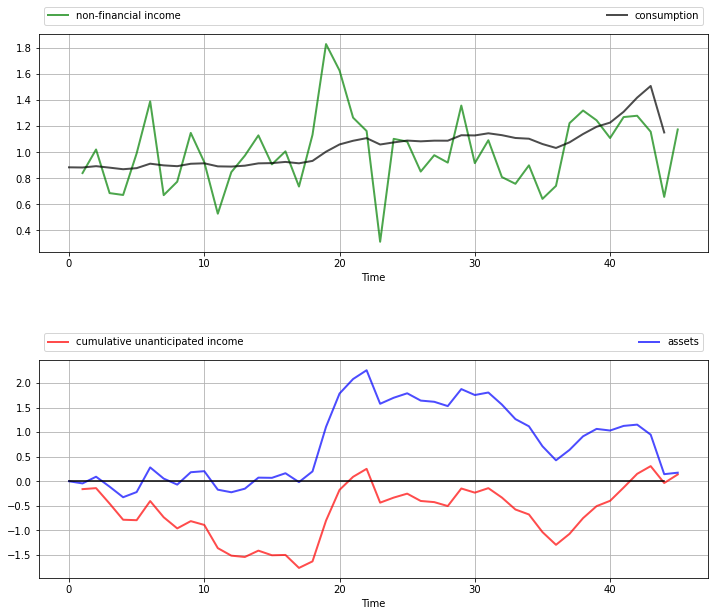 non-financial income consumption
1.8
1.6
1.4
1.2
1.0
0.8
0.6
0.4
0 10 20 30 40
Time
cumulative unanticipated income assets
2.0
1.5
1.0
0.5
0.0
−0.5
−1.0
−1.5
0 10 20 30 40
Time